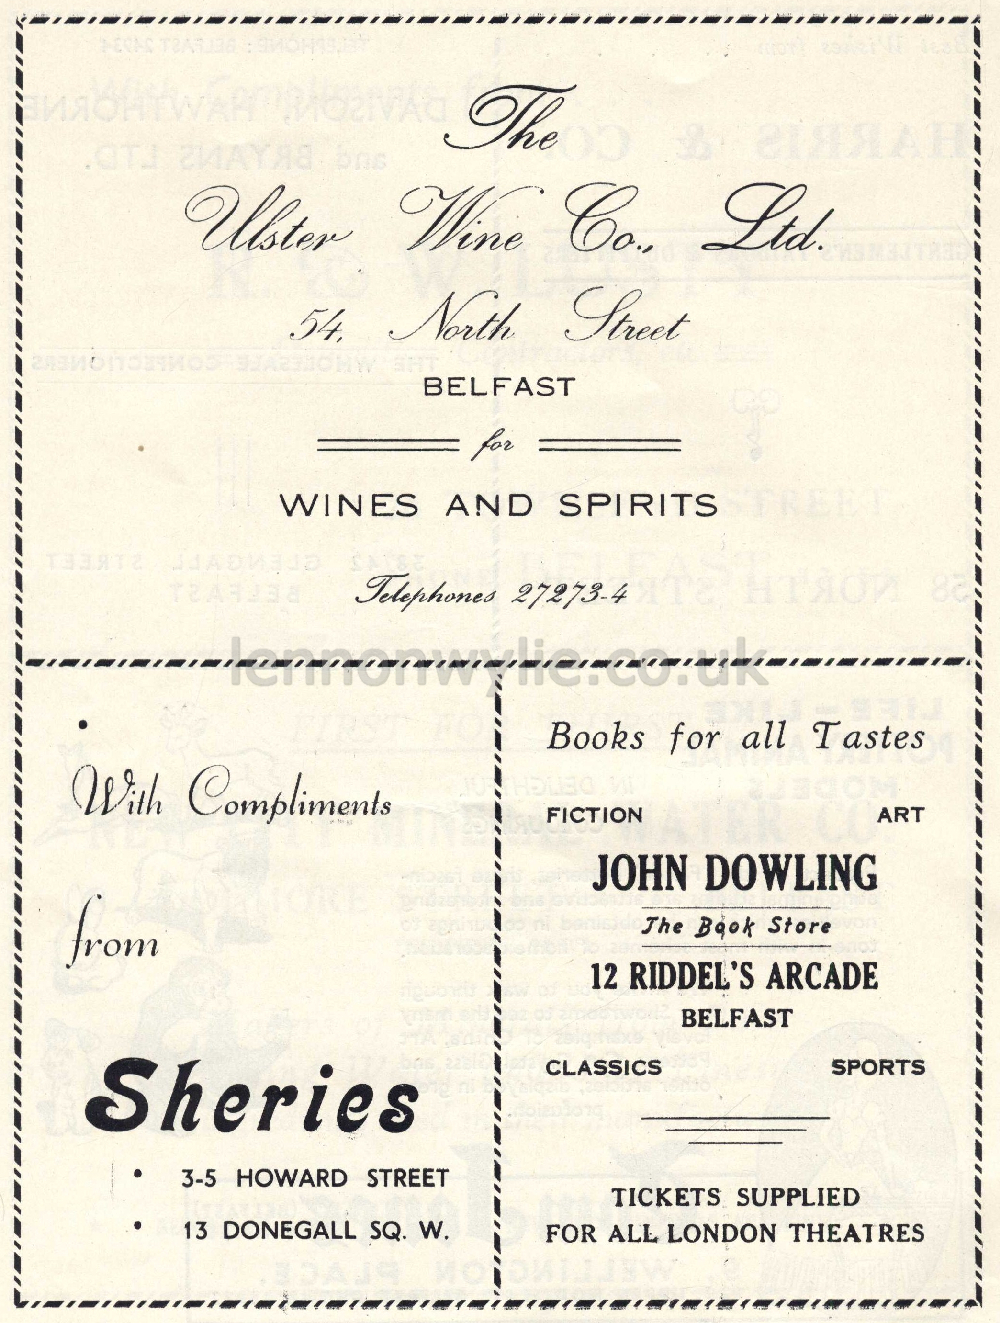 The
Ulster Wine Co., Ltd.
54, North Street
BELFAST
for
WINES AND SPIRITS
Telephones 27273-4
lennonwylie.co.uk
With Compliments
from
Sheries
• 3-5 HOWARD STREET
• 13 DONEGALL SQ. W.
Books for all Tastes
FICTION ART
JOHN DOWLING
The Book Store
12 RIDDEL'S ARCADE
BELFAST
CLASSICS SPORTS
TICKETS SUPPLIED
FOR ALL LONDON THEATRES